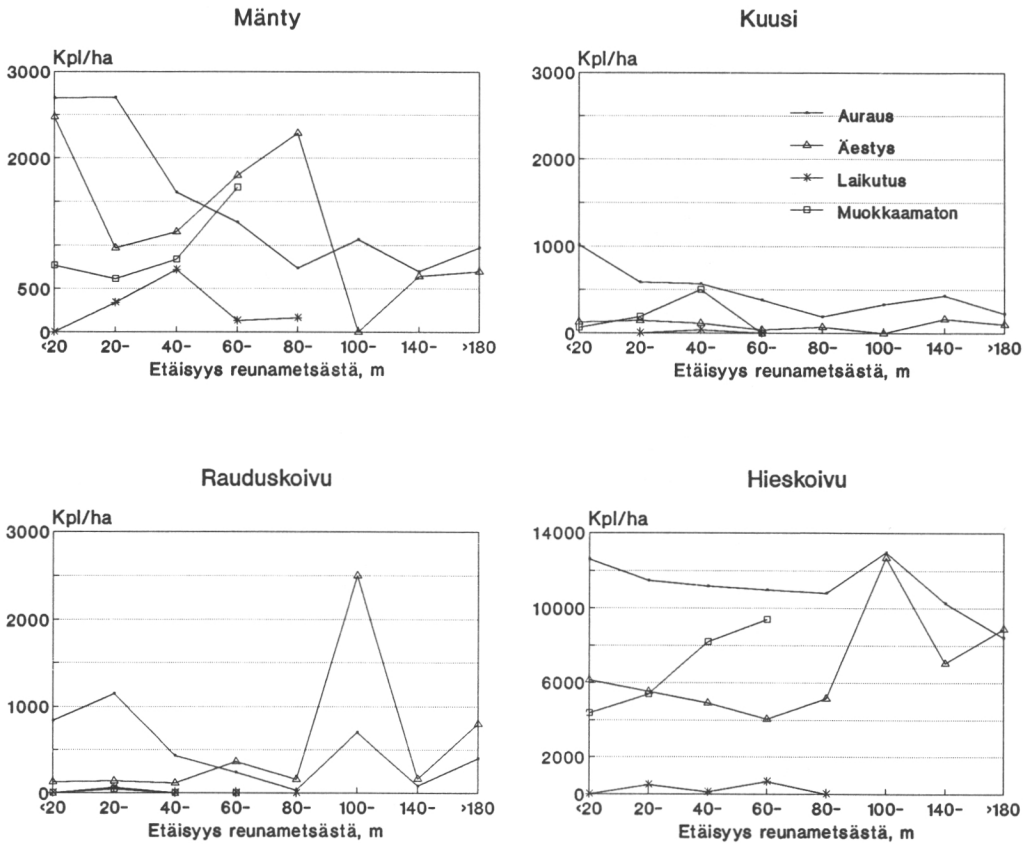 Mänty
Kpl/ha
3000
2000
500
0
<20 20- 40- 60- 80- 100- 140- >180
Etäisyys reunametsästä, m
Kuusi
Kpl/ha
3000
2000
1000
500
0
Auraus
Äestys
Laikutus
Muokkaamaton
<20 20- 40- 60- 80- 100- 140- >180
Etäisyys reunametsästä, m
Rauduskoivu
Kpl/ha
3000
2000
1000
0
<20 20- 40- 60- 80- 100- 140- >180
Etäisyys reunametsästä, m
Hieskoivu
Kpl/ha
14000
10000
6000
2000
0
<20 20- 40- 60- 80- 100- 140- >180
Etäisyys reunametsästä, m